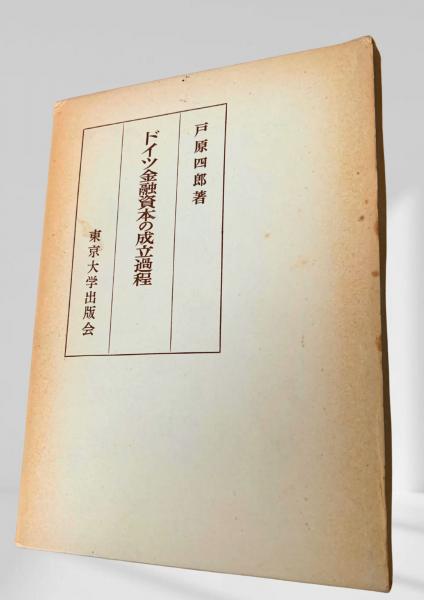 戸原四郎著
ドイツ金融資本の成立過程
東京大学出版会